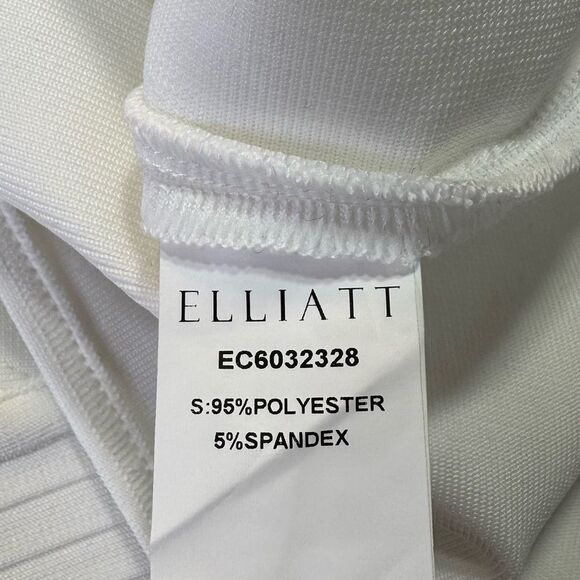 ELLIATT
EC6032328
S:95%POLYESTER
5%SPANDEX